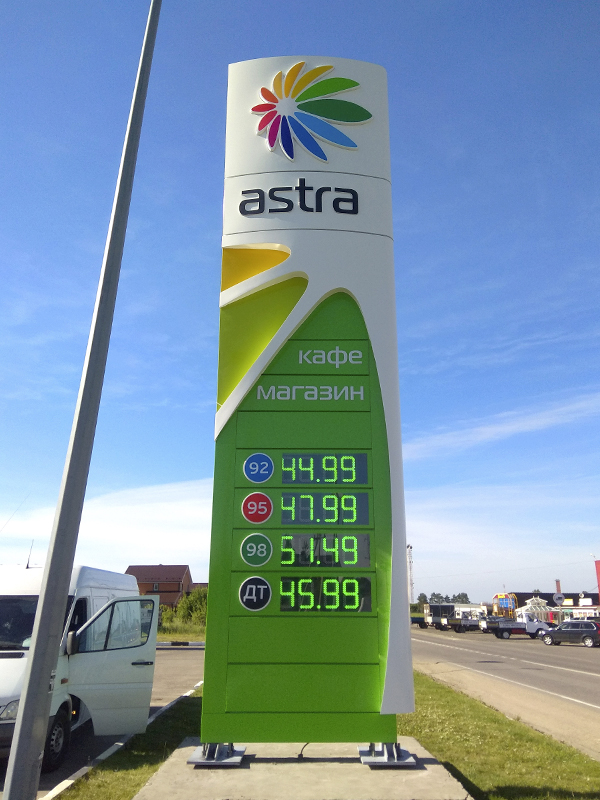 astra
кафе
магазин
92 44.99
95 47.99
98 51.49
ДТ 45.99